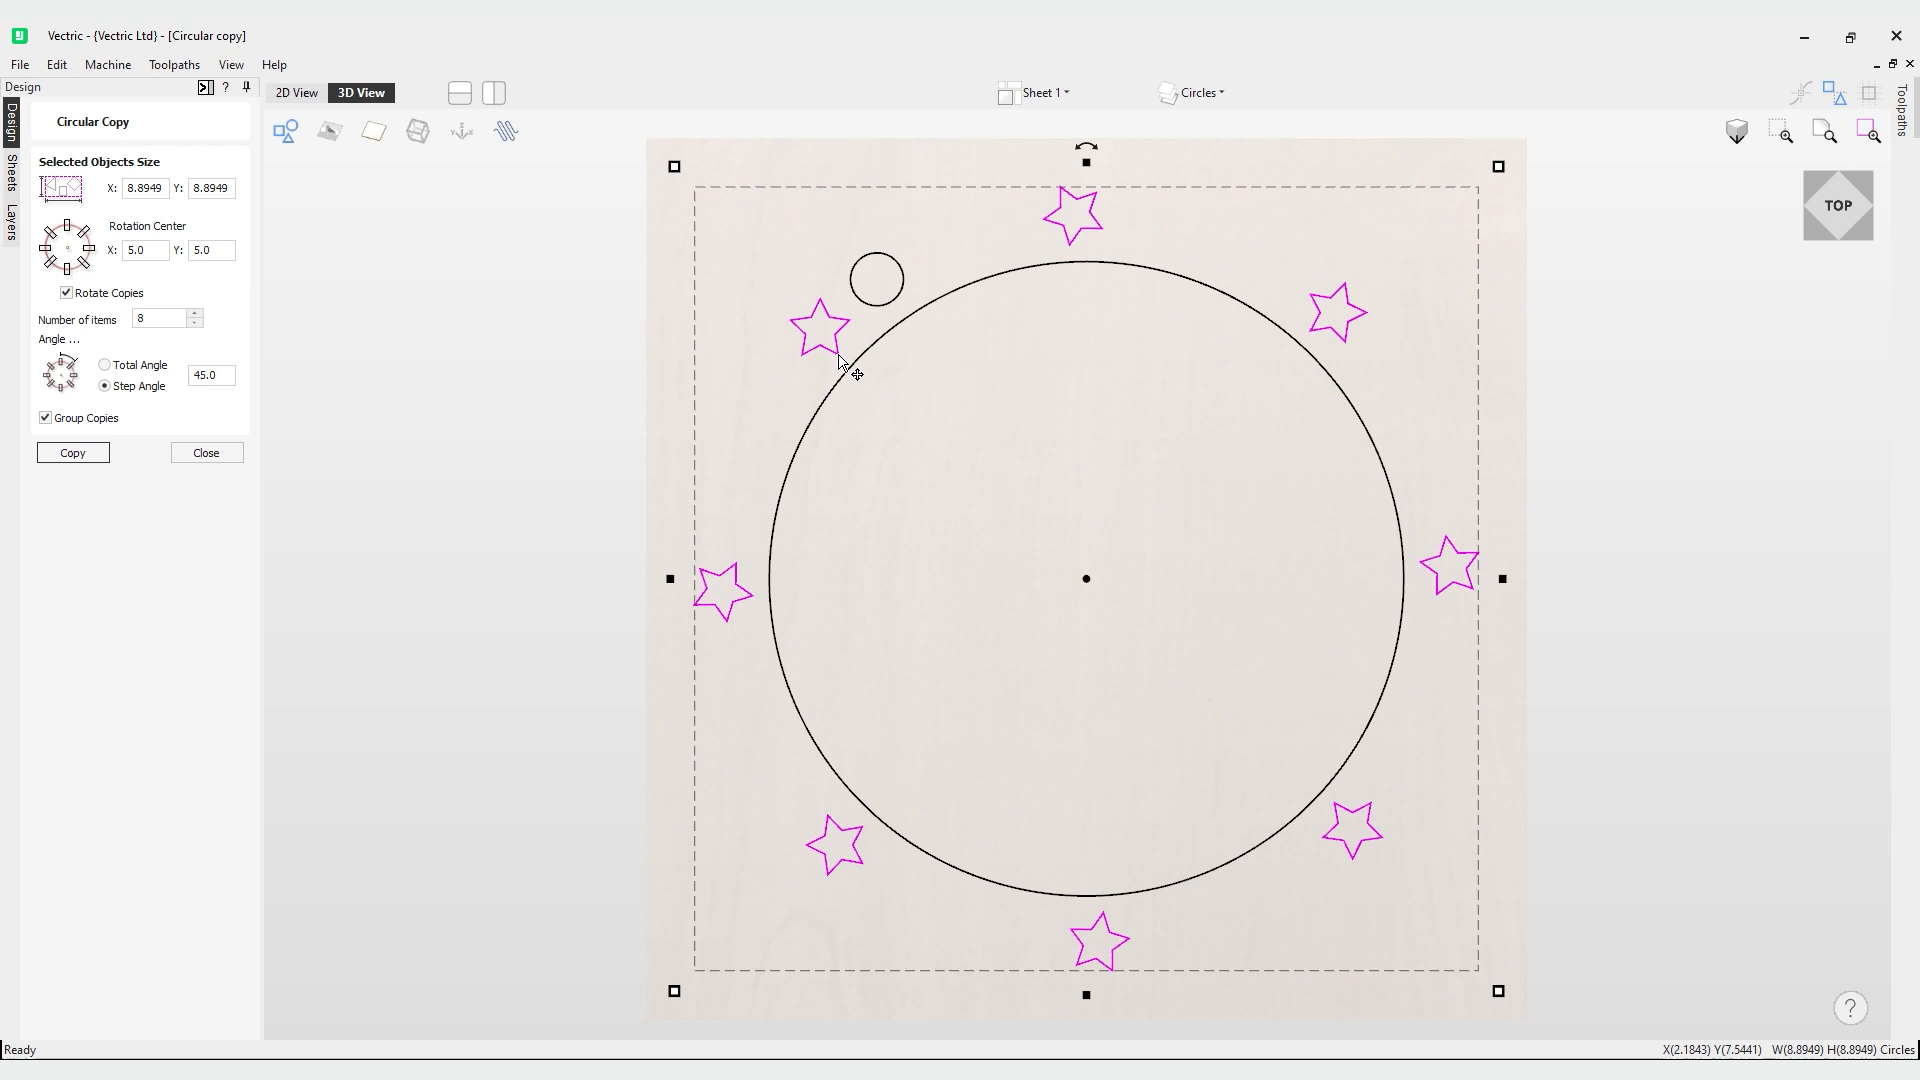 Vectric - {Vectric Ltd} - [Circular copy]
File Edit Machine Toolpaths View Help
Design ?
2D View 3D View Sheet 1 Circles
Design
Sheets
Layers
Toolpaths
Circular Copy
Selected Objects Size
X: 8.8949 Y: 8.8949
Rotation Center
X: 5.0 Y: 5.0
Rotate Copies
Number of items 8
Angle ...
Total Angle
Step Angle 45.0
Group Copies
Copy Close
TOP
?
Ready X(2.1843) Y(7.5441) W(8.8949) H(8.8949) Circles